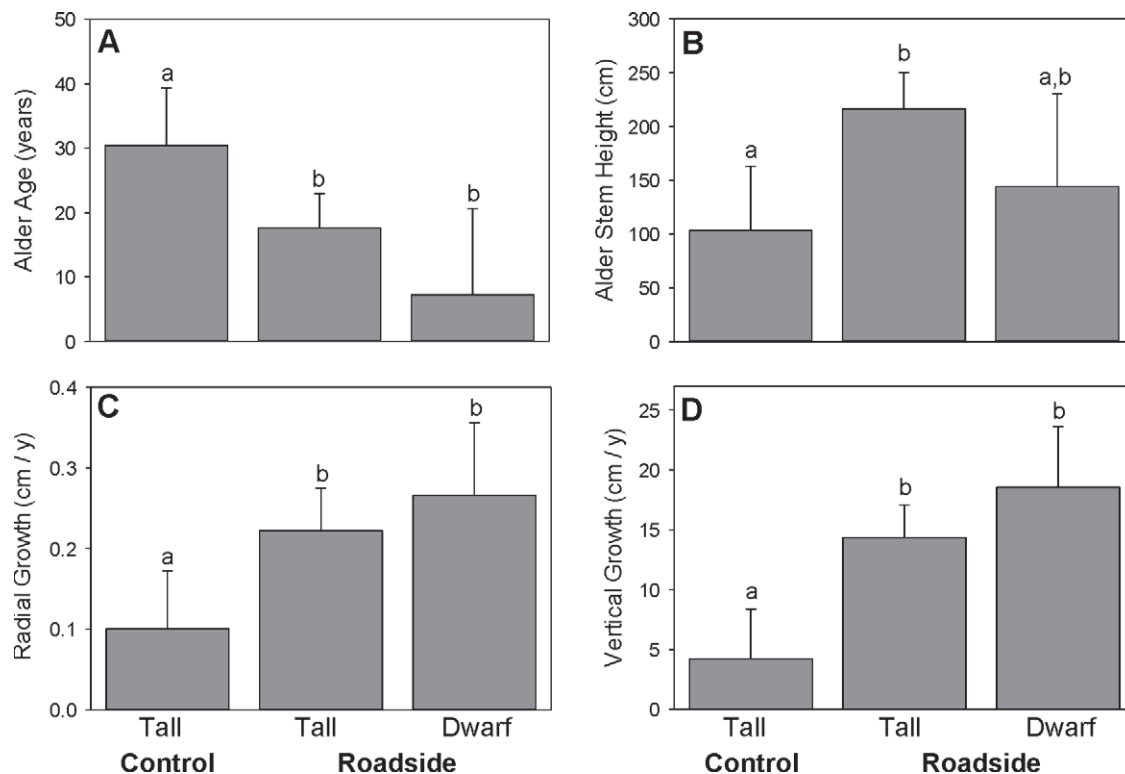 A
Alder Age (years)
50
40
30
20
10
0
a
b
b
B
Alder Stem Height (cm)
300
250
200
150
100
50
0
a
b
a,b
C
Radial Growth (cm / y)
0.4
0.3
0.2
0.1
0.0
a
b
b
Tall
Tall
Dwarf
Control
Roadside
D
Vertical Growth (cm / y)
25
20
15
10
5
0
a
b
b
Tall
Tall
Dwarf
Control
Roadside